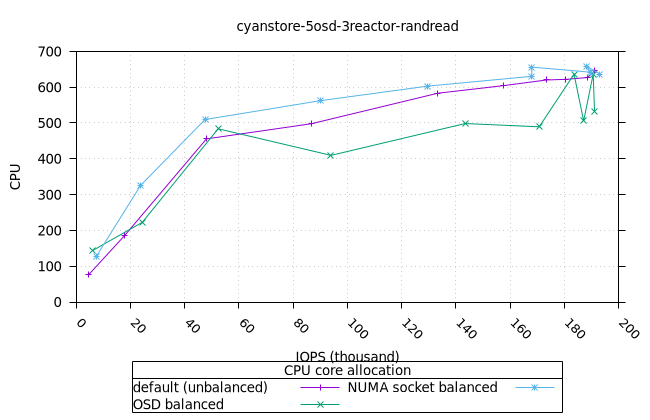 cyanstore-5osd-3reactor-randread
700
600
500
400
300
200
100
0
CPU
0 20 40 60 80 100 120 140 160 180 200
IOPS (thousand)
CPU core allocation
default (unbalanced) NUMA socket balanced
OSD balanced